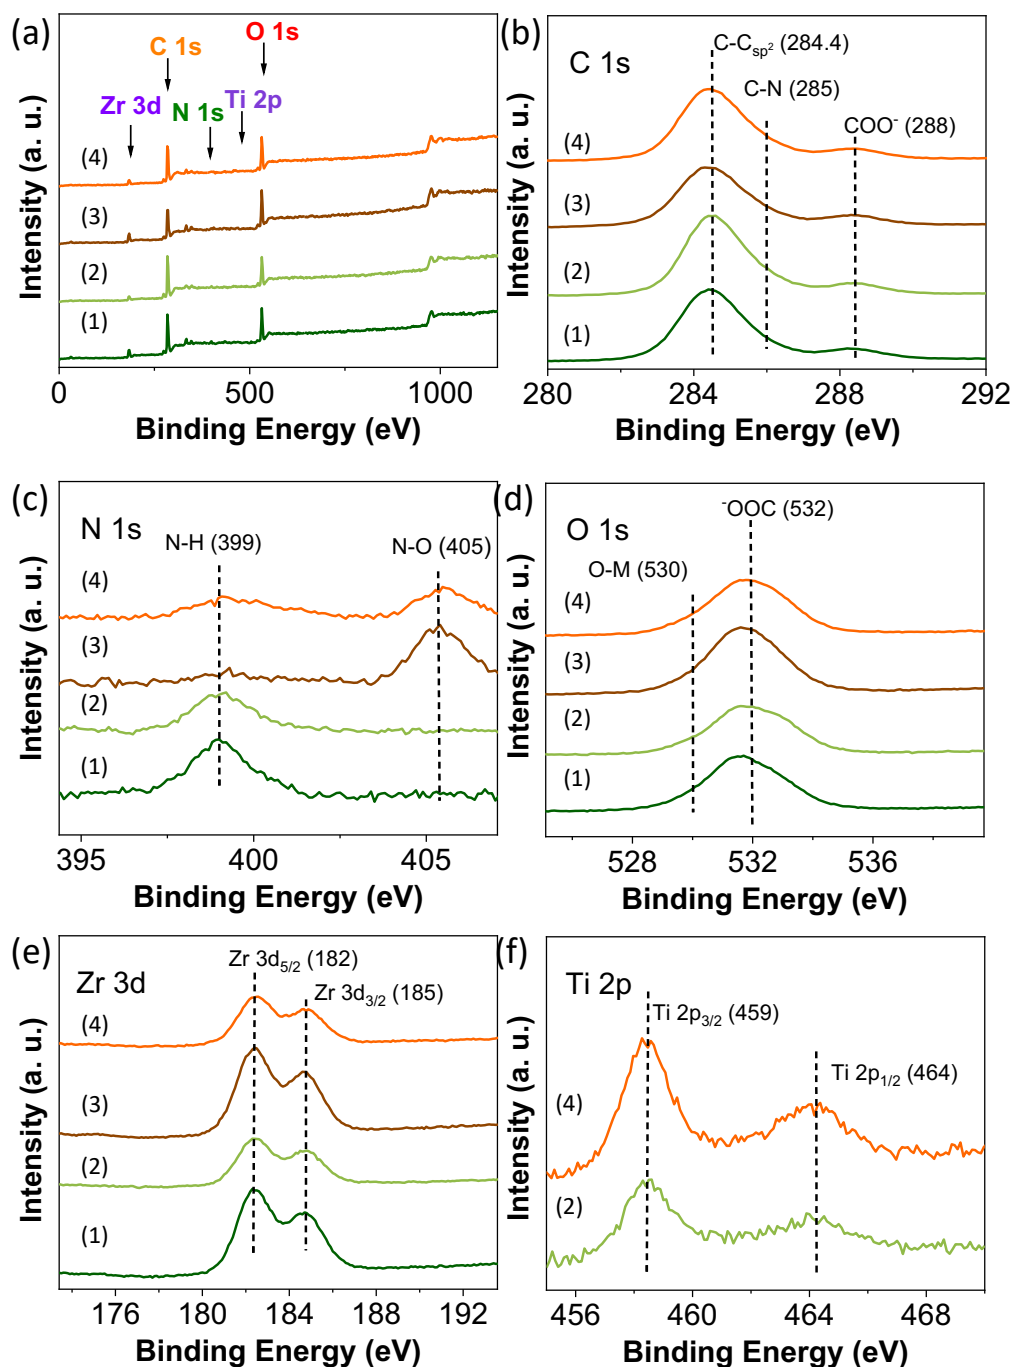 (a)
O 1s
C 1s
Zr 3d
N 1s
Ti 2p
(4)
(3)
(2)
(1)
Intensity (a. u.)
0
500
1000
Binding Energy (eV)
(b)
C-C sp² (284.4)
C 1s
C-N (285)
COO⁻ (288)
(4)
(3)
(2)
(1)
Intensity (a. u.)
280
284
288
292
Binding Energy (eV)
(c)
N 1s
N-H (399)
N-O (405)
(4)
(3)
(2)
(1)
Intensity (a. u.)
395
400
405
Binding Energy (eV)
(d)
⁻OOC (532)
O 1s
O-M (530)
(4)
(3)
(2)
(1)
Intensity (a. u.)
528
532
536
Binding Energy (eV)
(e)
Zr 3d5/2 (182)
Zr 3d
Zr 3d3/2 (185)
(4)
(3)
(2)
(1)
Intensity (a. u.)
176
180
184
188
192
Binding Energy (eV)
(f)
Ti 2p
Ti 2p3/2 (459)
Ti 2p1/2 (464)
(4)
(2)
Intensity (a. u.)
456
460
464
468
Binding Energy (eV)